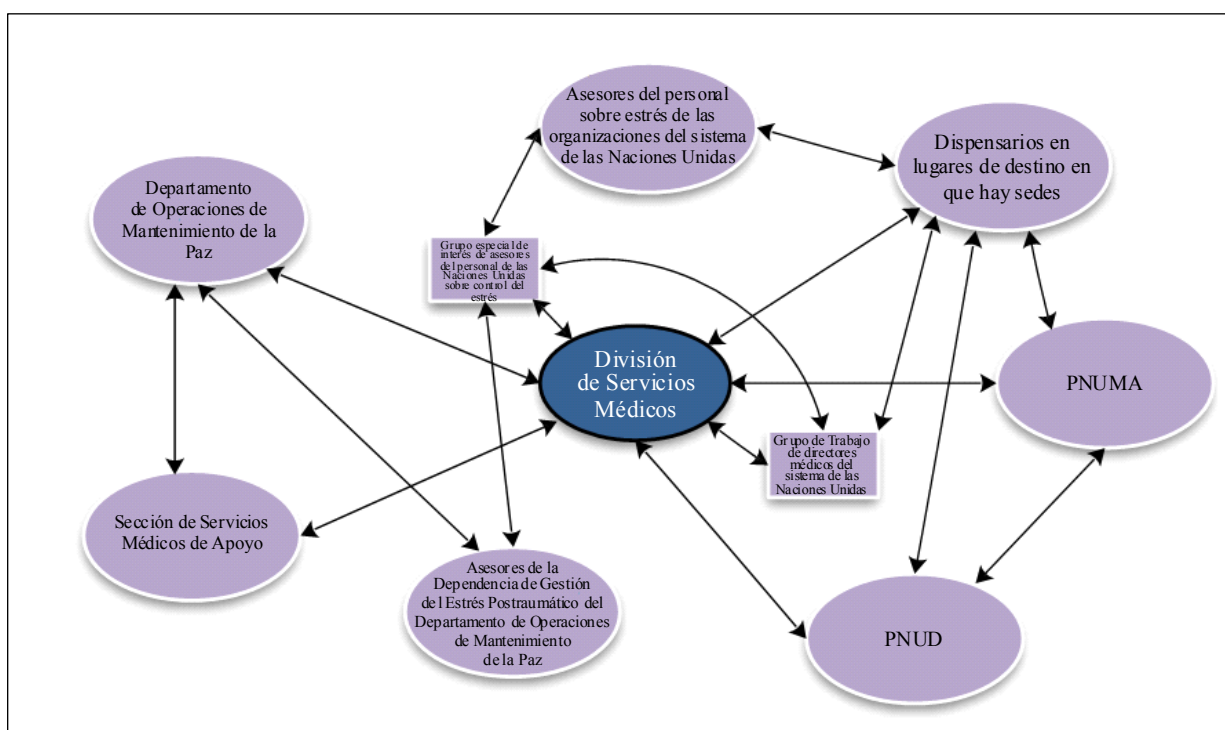 Asesores del personal
sobre estrés de las
organizaciones del sistema
de las Naciones Unidas
Dispensarios en
lugares de destino en
que hay sedes
Departamento
de Operaciones de
Mantenimiento de la
Paz
Grupo especial de
interés de asesores
del personal de las
Naciones Unidas
sobre control del
estrés
División
de Servicios
Médicos
PNUMA
Grupo de Trabajo
de directores
médicos del
sistema de las
Naciones Unidas
Sección de Servicios
Médicos de Apoyo
Asesores de la
Dependencia de Gestión
del Estrés Postraumático del
Departamento de Operaciones
de Mantenimiento
de la Paz
PNUD